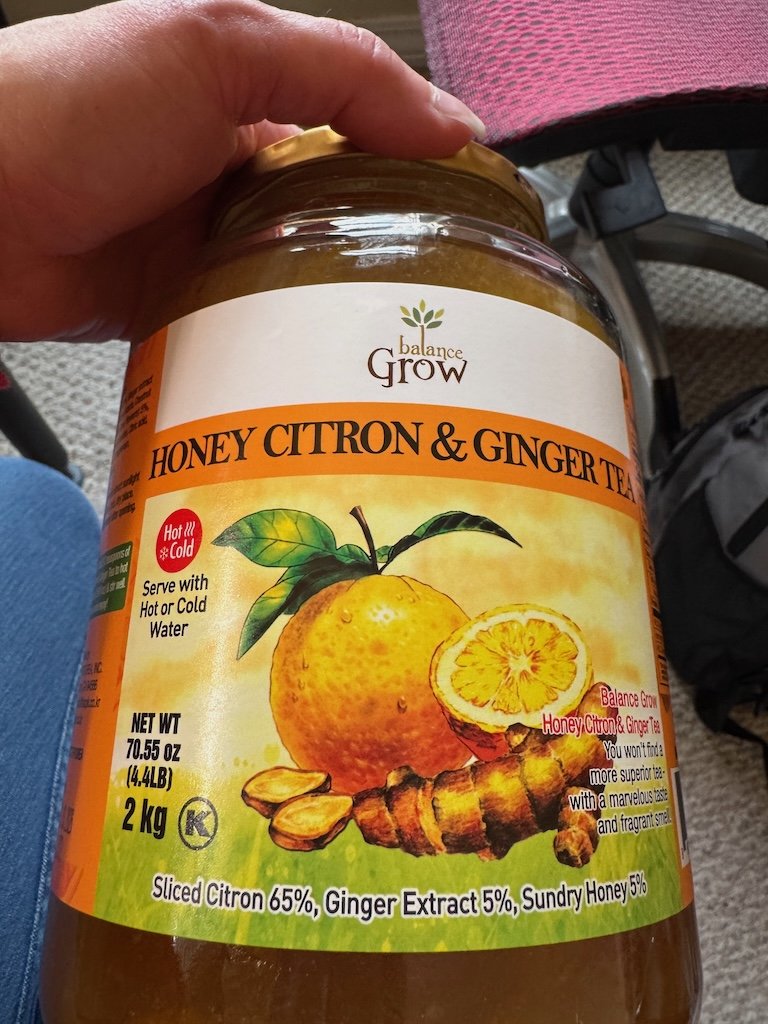 balance
Grow
HONEY CITRON & GINGER TEA
Hot
Cold
Serve with
Hot or Cold
Water
NET WT
70.55 oz
(4.4LB)
2 kg
K
Balance Grow
Honey Citron & Ginger Tea
You won't find a
more superior tea-
with a marvelous taste
and fragrant smell
Sliced Citron 65%, Ginger Extract 5%, Sundry Honey 5%